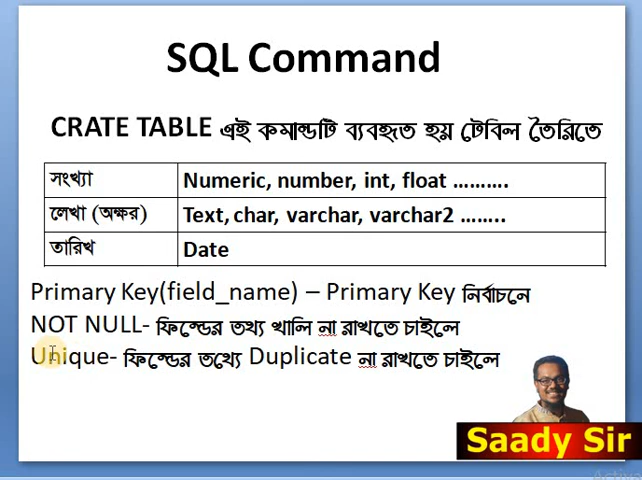 SQL Command
CRATE TABLE এই কমান্ডটি ব্যবহৃত হয় টেবিল তৈরিতে
সংখ্যা Numeric, number, int, float ……….
লেখা (অক্ষর) Text, char, varchar, varchar2 ……..
তারিখ Date
Primary Key(field_name) – Primary Key নির্বাচনে
NOT NULL- ফিল্ডের তথ্য খালি না রাখতে চাইলে
Unique- ফিল্ডের তথ্যে Duplicate না রাখতে চাইলে
Saady Sir